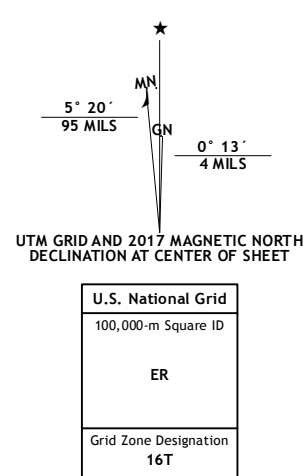 ★
MN
5° 20´
95 MILS
GN
0° 13´
4 MILS
UTM GRID AND 2017 MAGNETIC NORTH
DECLINATION AT CENTER OF SHEET
U.S. National Grid
100,000-m Square ID
ER
Grid Zone Designation
16T